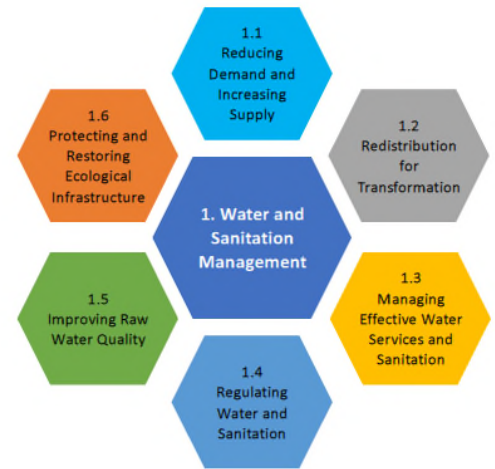 1.1
Reducing
Demand and
Increasing
Supply
1.6
Protecting and
Restoring
Ecological
Infrastructure
1.2
Redistribution
for
Transformation
1. Water and
Sanitation
Management
1.5
Improving Raw
Water Quality
1.3
Managing
Effective Water
Services and
Sanitation
1.4
Regulating
Water and
Sanitation